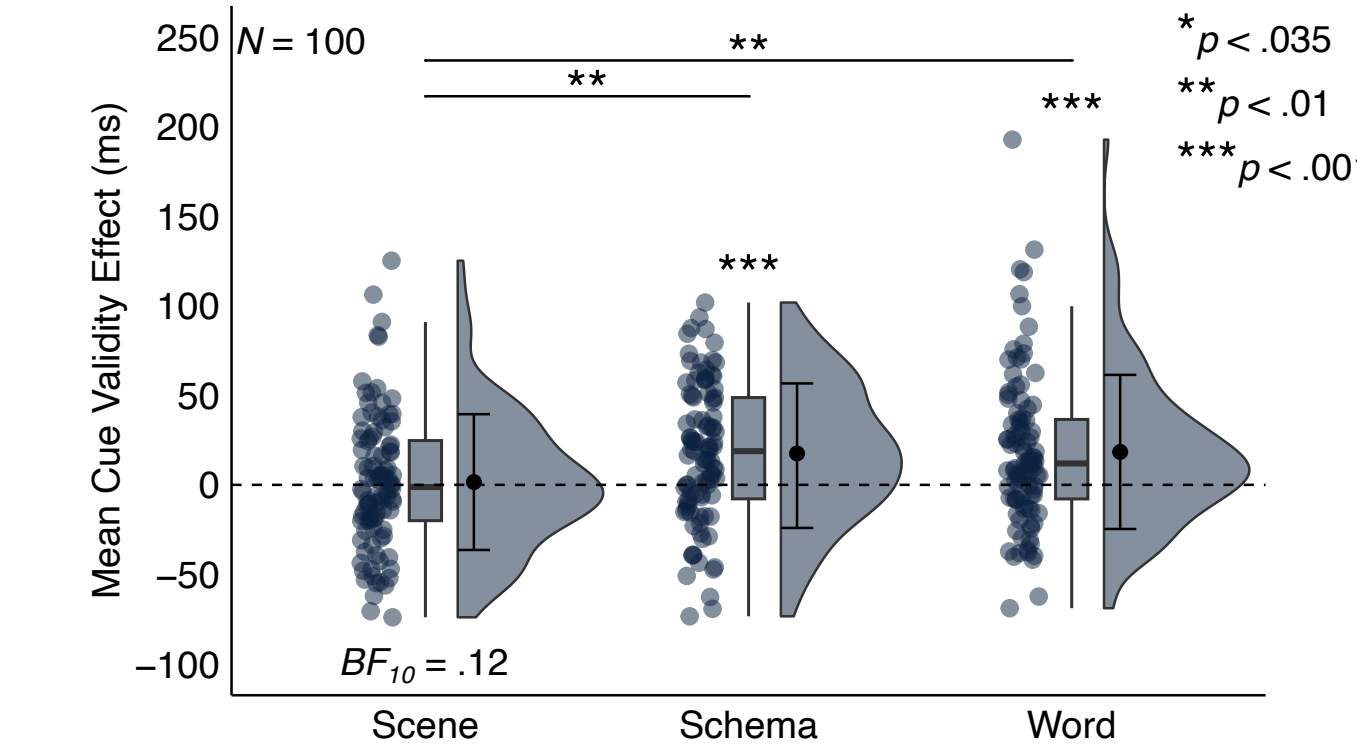 250
N = 100
**
*p < .035
**
**p < .01
200
***
***p < .001
150
***
100
50
0
−50
−100
BF10 = .12
Mean Cue Validity Effect (ms)
Scene
Schema
Word